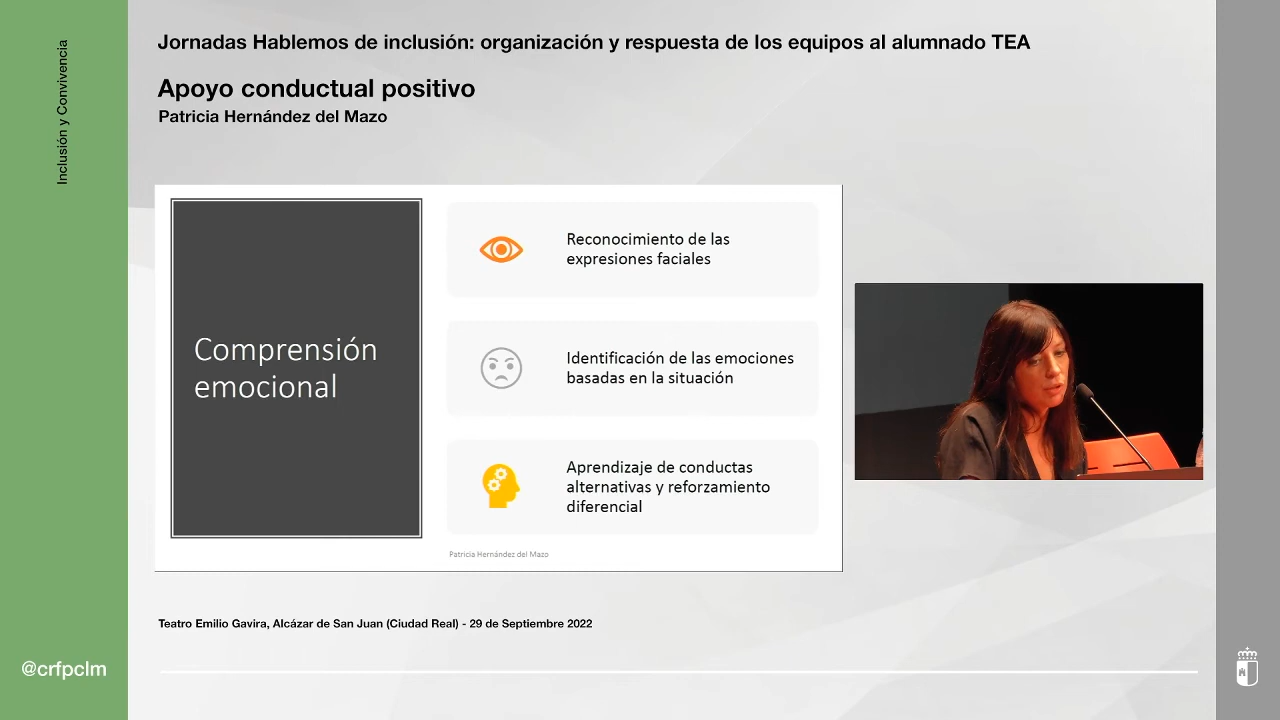 Inclusión y Convivencia
Jornadas Hablemos de inclusión: organización y respuesta de los equipos al alumnado TEA
Apoyo conductual positivo
Patricia Hernández del Mazo
Comprensión
emocional
Reconocimiento de las
expresiones faciales
Identificación de las emociones
basadas en la situación
Aprendizaje de conductas
alternativas y reforzamiento
diferencial
Patricia Hernández del Mazo
Teatro Emilio Gavira, Alcázar de San Juan (Ciudad Real) - 29 de Septiembre 2022
@crfpclm